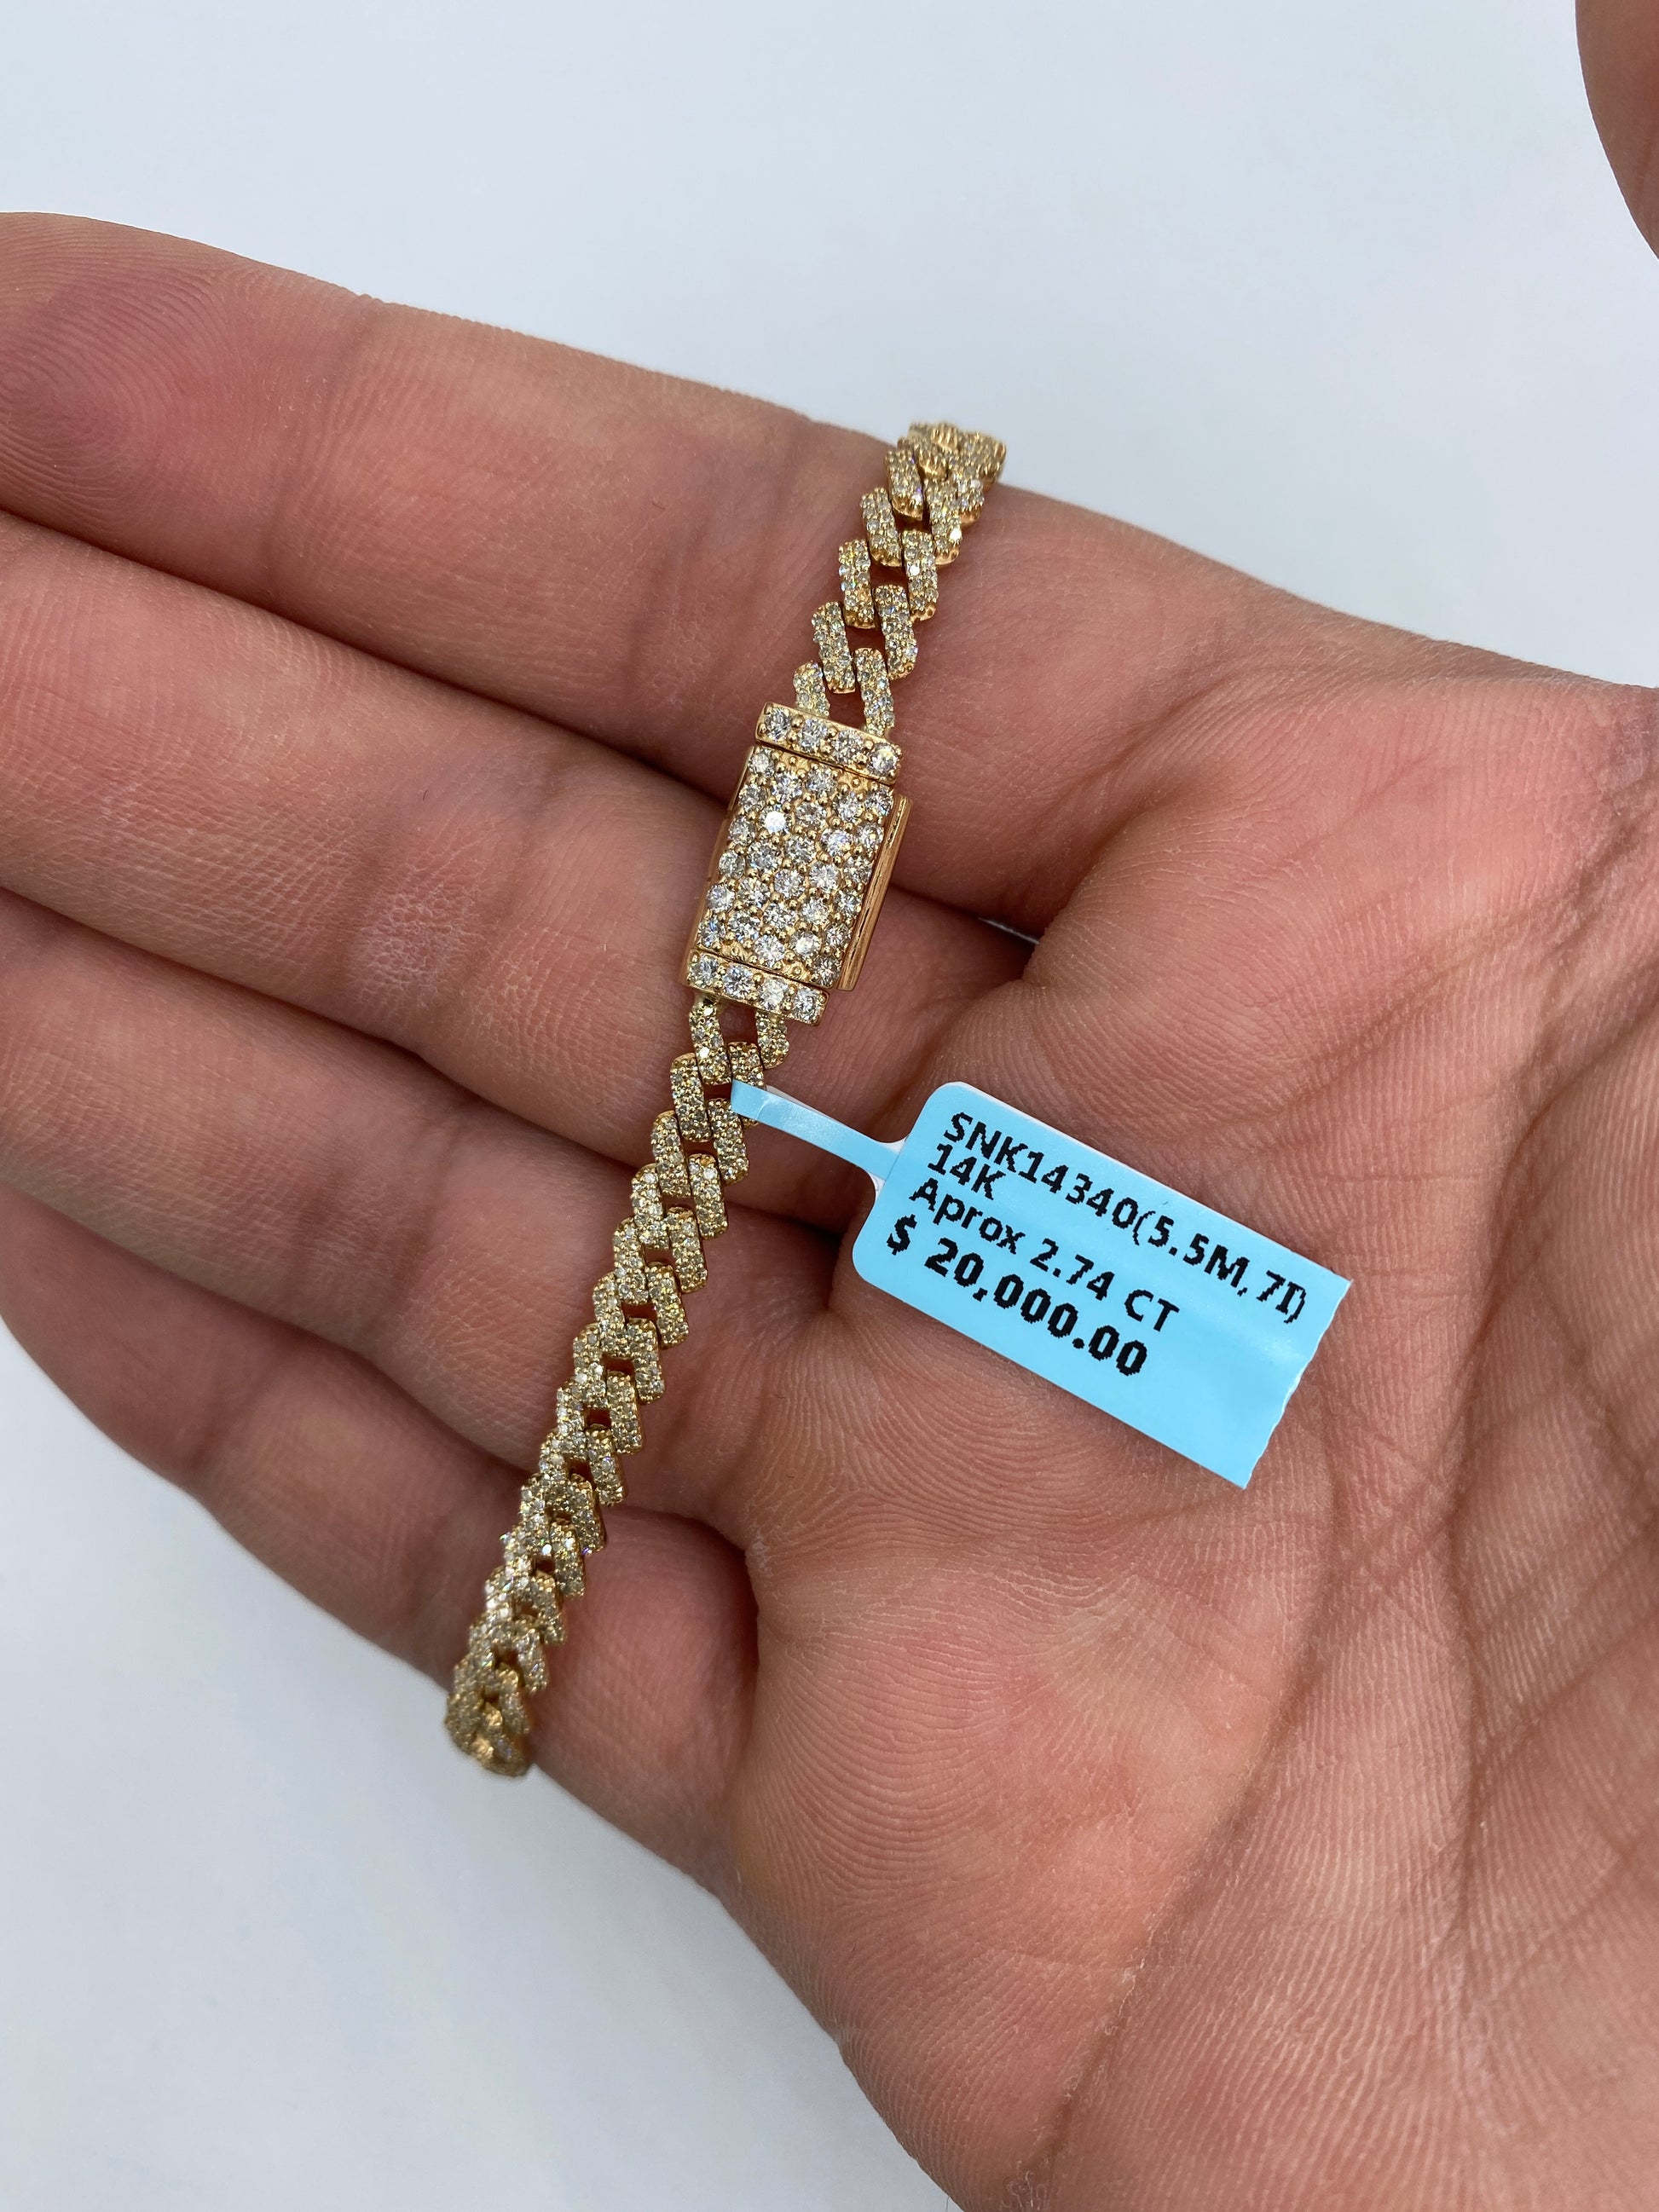 SNK14340(5.5M,7I)
14K
Aprox 2.74 CT
$ 20,000.00